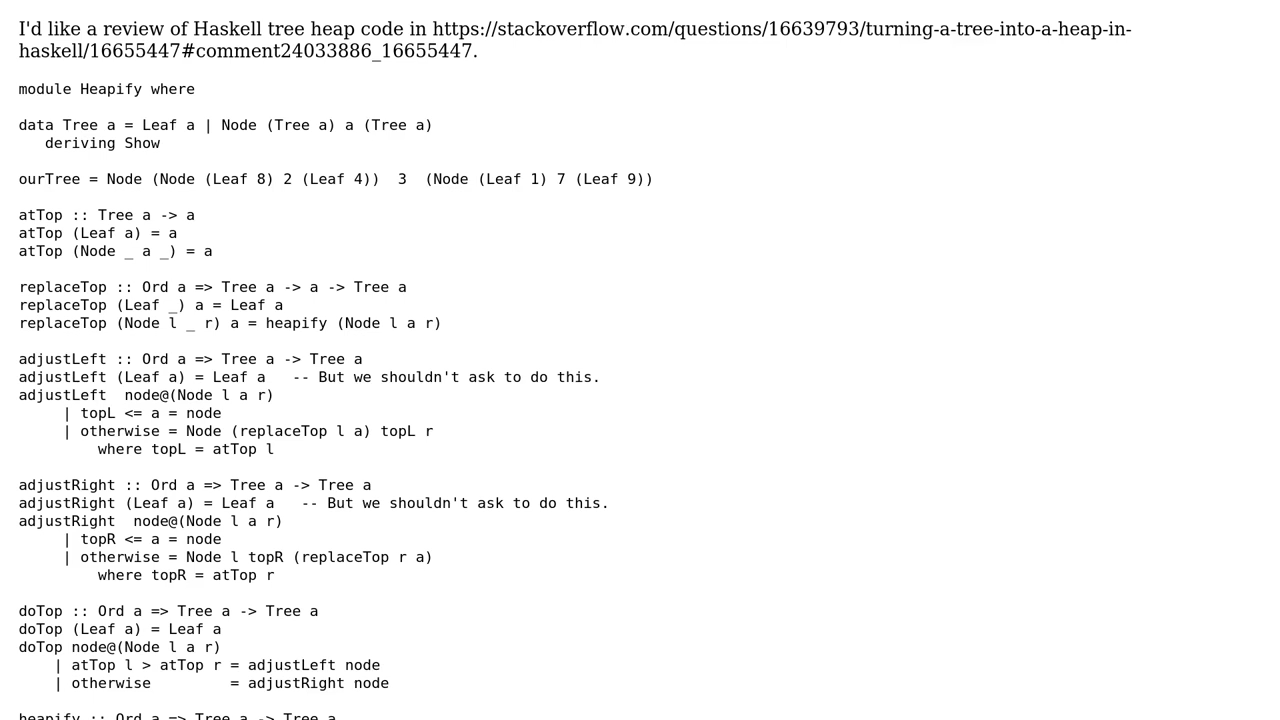 I'd like a review of Haskell tree heap code in https://stackoverflow.com/questions/16639793/turning-a-tree-into-a-heap-in-
haskell/16655447#comment24033886_16655447.
module Heapify where
data Tree a = Leaf a | Node (Tree a) a (Tree a)
   deriving Show
ourTree = Node (Node (Leaf 8) 2 (Leaf 4))  3  (Node (Leaf 1) 7 (Leaf 9))
atTop :: Tree a -> a
atTop (Leaf a) = a
atTop (Node _ a _) = a
replaceTop :: Ord a => Tree a -> a -> Tree a
replaceTop (Leaf _) a = Leaf a
replaceTop (Node l _ r) a = heapify (Node l a r)
adjustLeft :: Ord a => Tree a -> Tree a
adjustLeft (Leaf a) = Leaf a   -- But we shouldn't ask to do this.
adjustLeft  node@(Node l a r)
     | topL <= a = node
     | otherwise = Node (replaceTop l a) topL r
         where topL = atTop l
adjustRight :: Ord a => Tree a -> Tree a
adjustRight (Leaf a) = Leaf a   -- But we shouldn't ask to do this.
adjustRight  node@(Node l a r)
     | topR <= a = node
     | otherwise = Node l topR (replaceTop r a)
         where topR = atTop r
doTop :: Ord a => Tree a -> Tree a
doTop (Leaf a) = Leaf a
doTop node@(Node l a r)
    | atTop l > atTop r = adjustLeft node
    | otherwise         = adjustRight node
heapify :: Ord a => Tree a -> Tree a